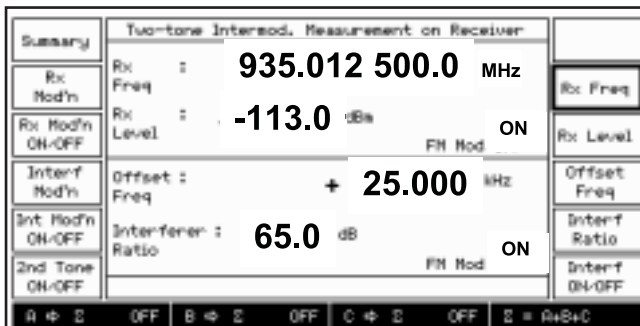 Two-tone Intermod. Measurement on Receiver
Summary
Rx Mod'n
Rx Mod'n ON/OFF
Interf Mod'n
Int Mod'n ON/OFF
2nd Tone ON/OFF
Rx Freq : 935.012 500.0 MHz
Rx Level : -113.0 dBm
FM Mod ON
Offset Freq : + 25.000 kHz
Interferer Ratio : 65.0 dB
FM Mod ON
Rx Freq
Rx Level
Offset Freq
Interf Ratio
Interf ON/OFF
A ➪ Σ OFF B ➪ Σ OFF C ➪ Σ OFF Σ = A+B+C